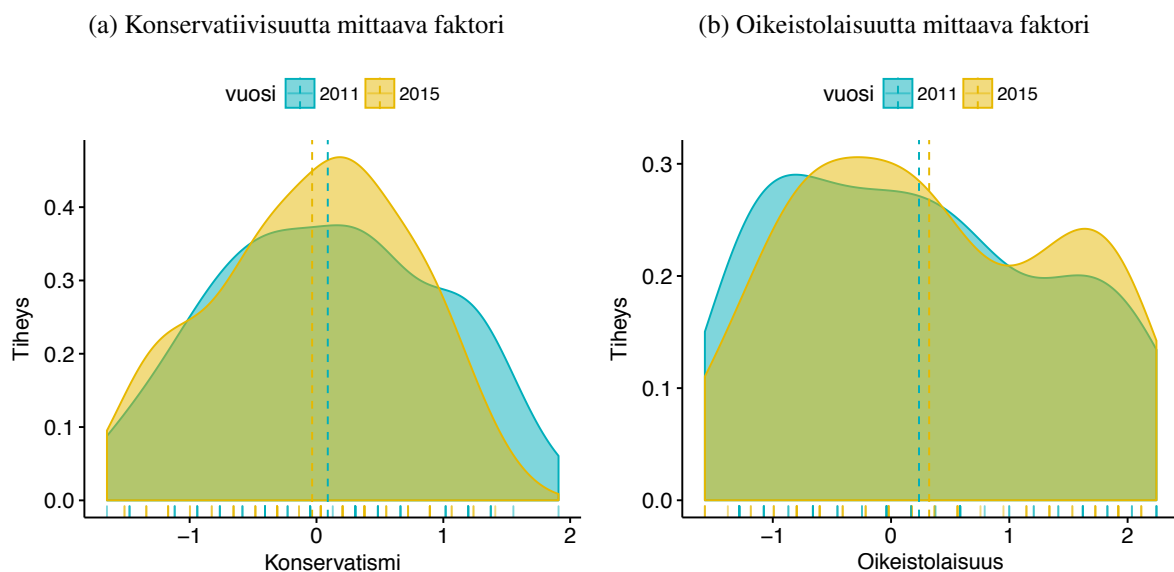 (a) Konservatiivisuutta mittaava faktori
(b) Oikeistolaisuutta mittaava faktori
vuosi 2011 2015
vuosi 2011 2015
Tiheys
0.4
0.3
0.2
0.1
0.0
−1 0 1 2
Konservatismi
Tiheys
0.3
0.2
0.1
0.0
−1 0 1 2
Oikeistolaisuus